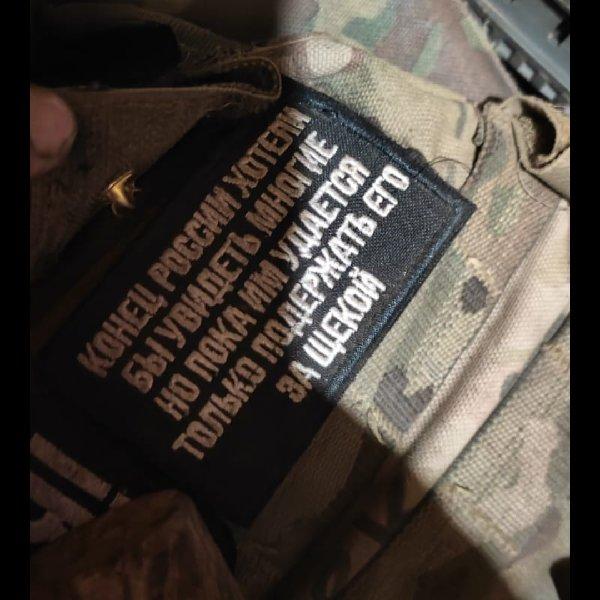 КОНЕЦ РОССИИ ХОТЕЛИ
БЫ УВИДЕТЬ МНОГИЕ
НО ПОКА ИМ УДАЕТСЯ
ТОЛЬКО ПОДЕРЖАТЬ ЕГО
ЗА ЩЕКОЙ